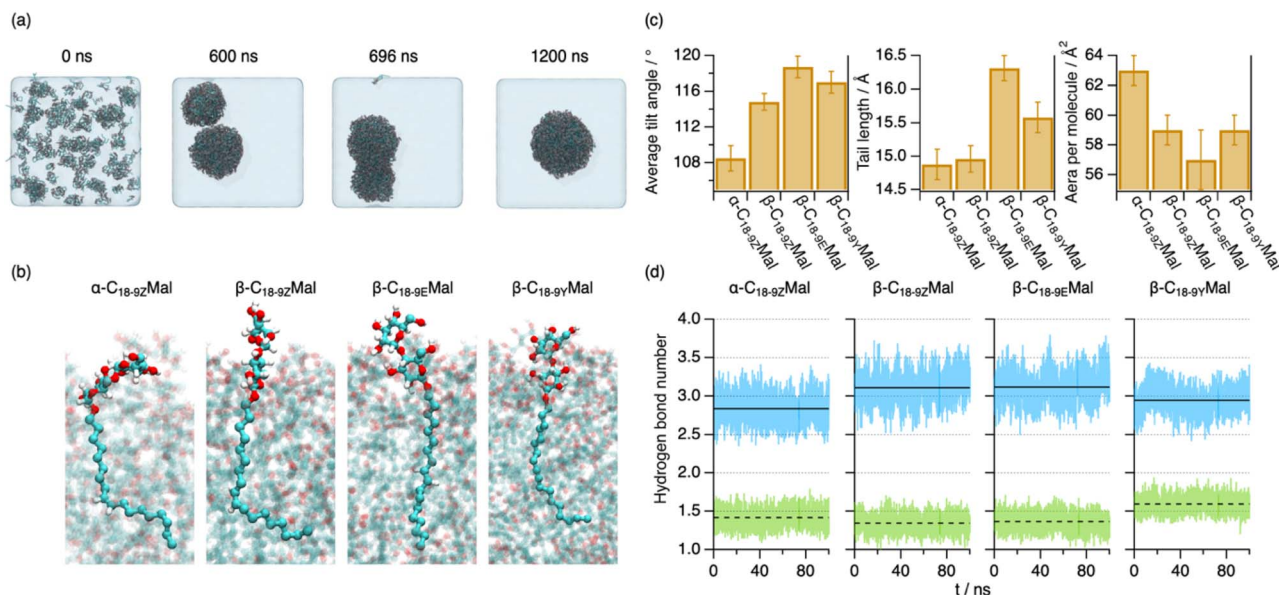 (a)
0 ns
600 ns
696 ns
1200 ns
(b)
α-C18-9ZMal
β-C18-9ZMal
β-C18-9EMal
β-C18-9YMal
(c)
Average tilt angle / °
120
116
112
108
α-C18-9ZMal
β-C18-9ZMal
β-C18-9EMal
β-C18-9YMal
Tail length / Å
16.5
16.0
15.5
15.0
14.5
α-C18-9ZMal
β-C18-9ZMal
β-C18-9EMal
β-C18-9YMal
Aera per molecule / Å²
64
62
60
58
56
α-C18-9ZMal
β-C18-9ZMal
β-C18-9EMal
β-C18-9YMal
(d)
α-C18-9ZMal
β-C18-9ZMal
β-C18-9EMal
β-C18-9YMal
Hydrogen bond number
4.0
3.5
3.0
2.5
2.0
1.5
1.0
0 40 80
0 40 80
0 40 80
0 40 80
t / ns